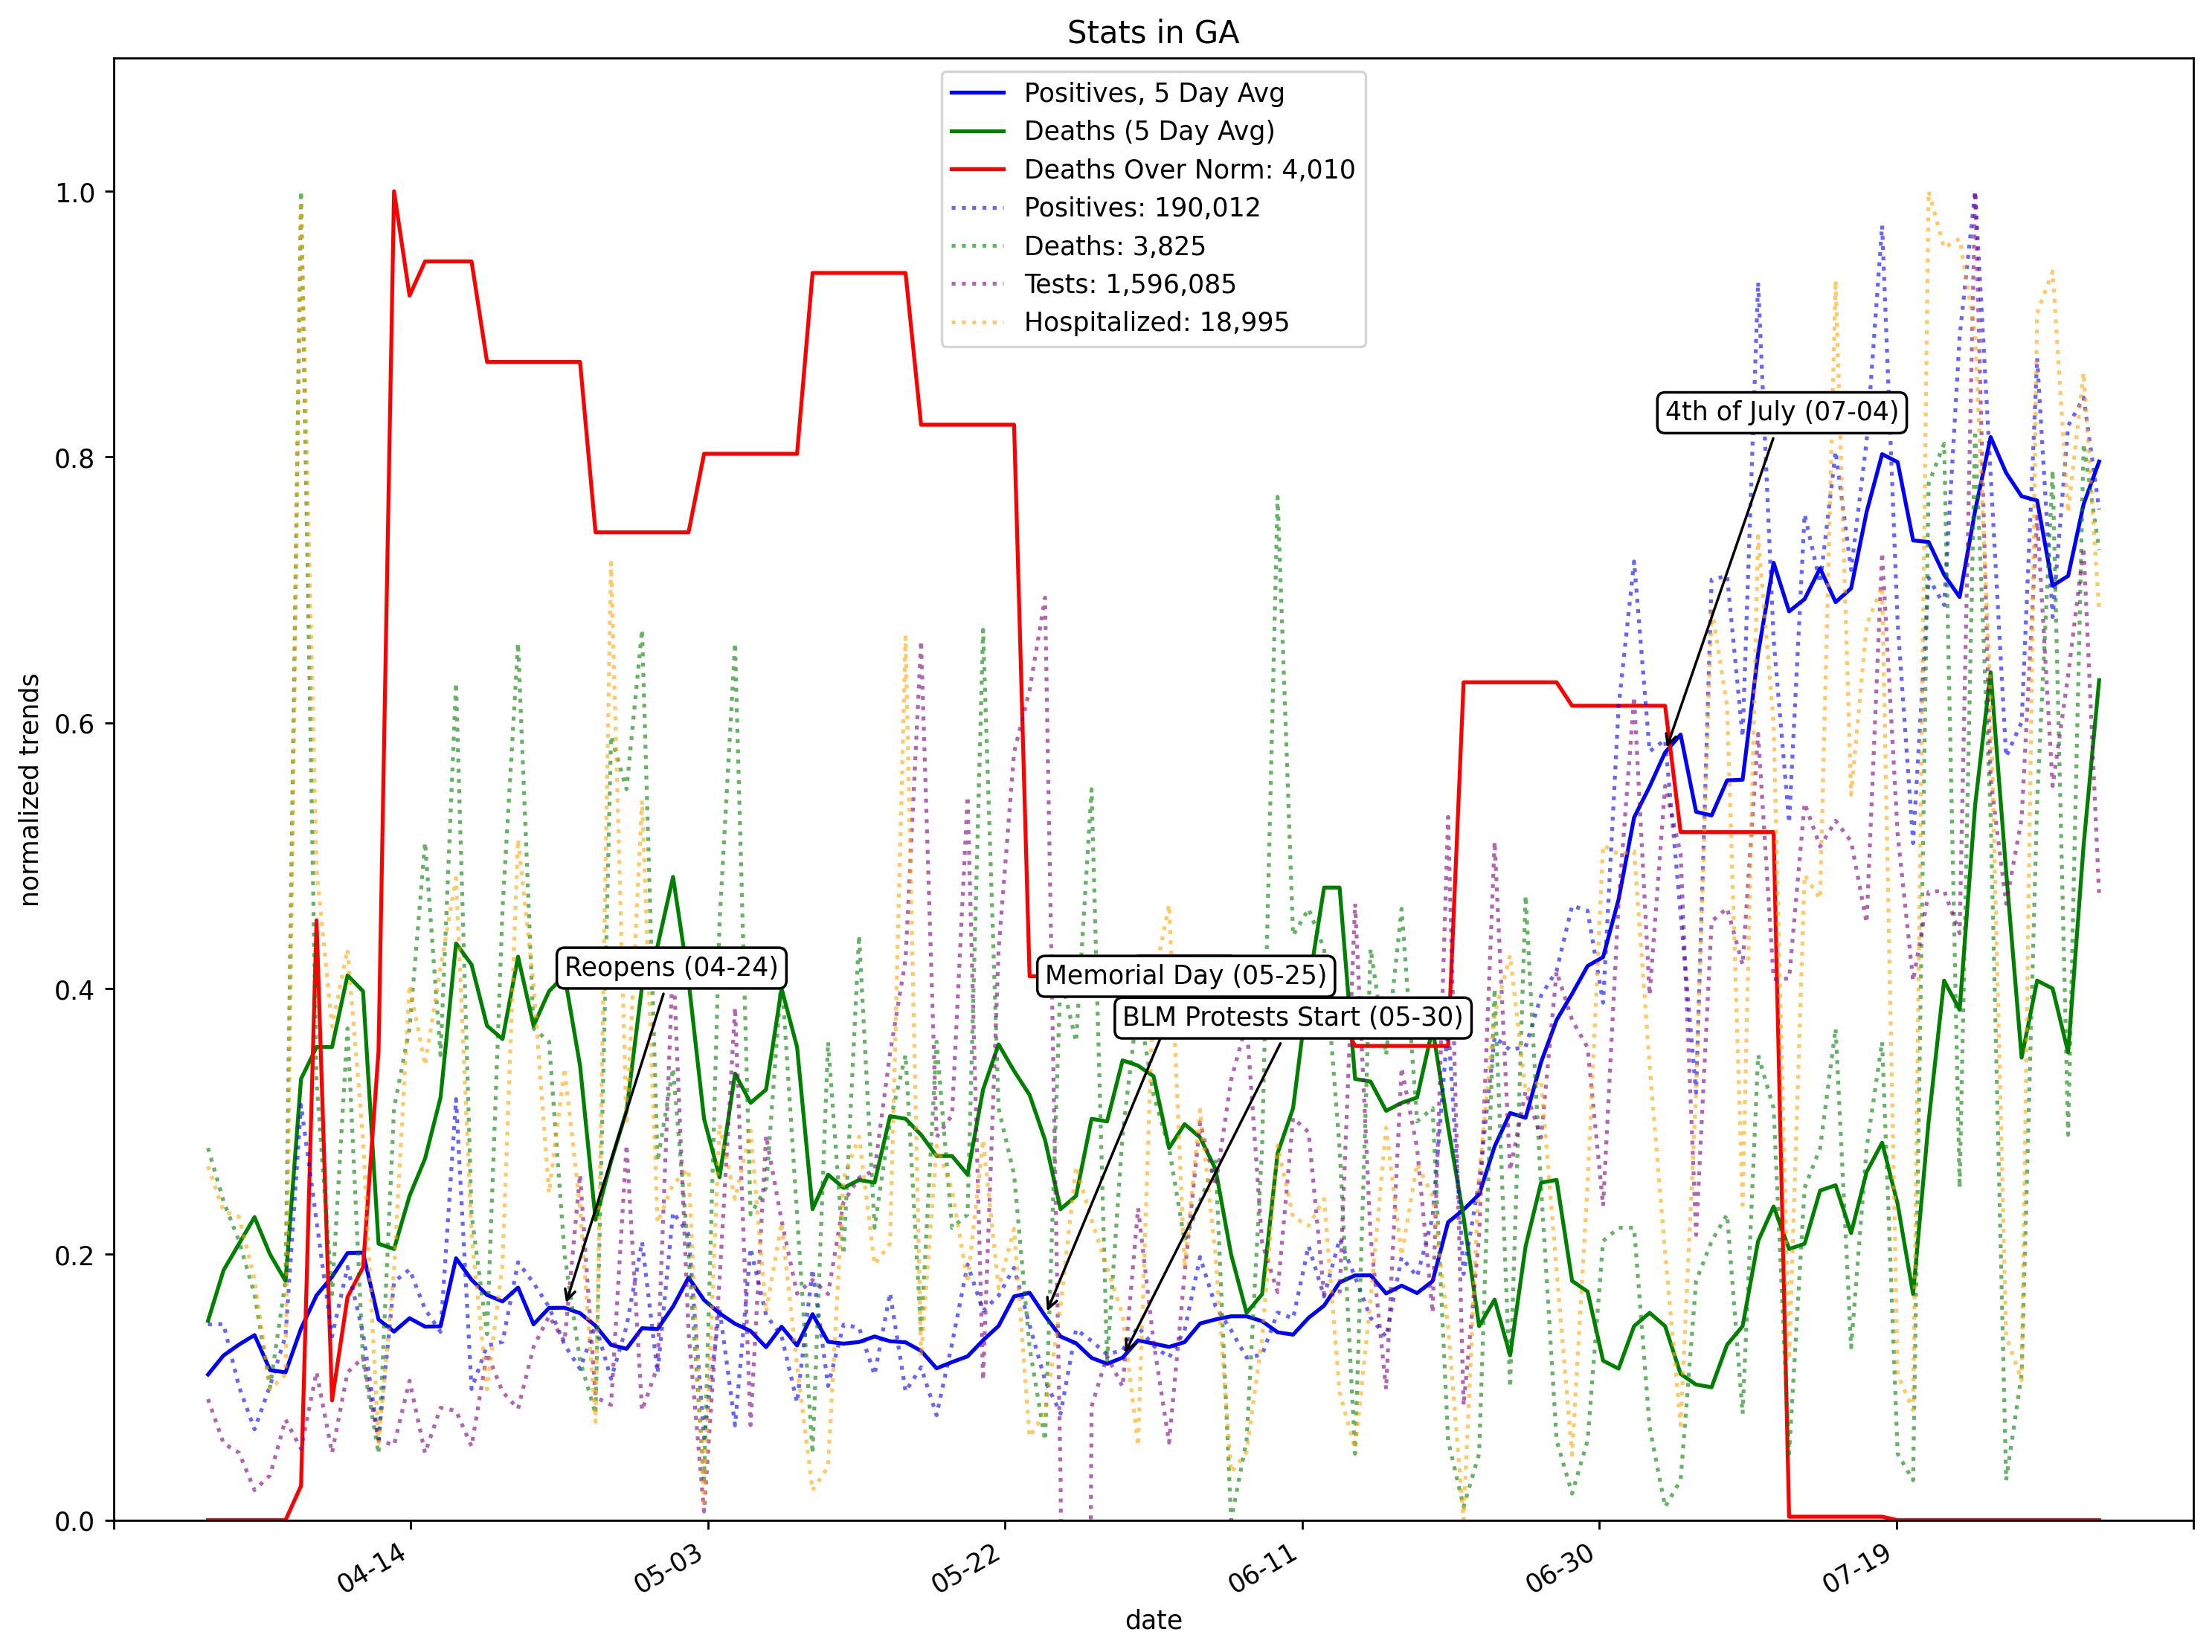 Stats in GA
Positives, 5 Day Avg
Deaths (5 Day Avg)
Deaths Over Norm: 4,010
Positives: 190,012
Deaths: 3,825
Tests: 1,596,085
Hospitalized: 18,995
1.0
0.8
0.6
0.4
0.2
0.0
normalized trends
4th of July (07-04)
Reopens (04-24)
Memorial Day (05-25)
BLM Protests Start (05-30)
04-14
05-03
05-22
06-11
06-30
07-19
date